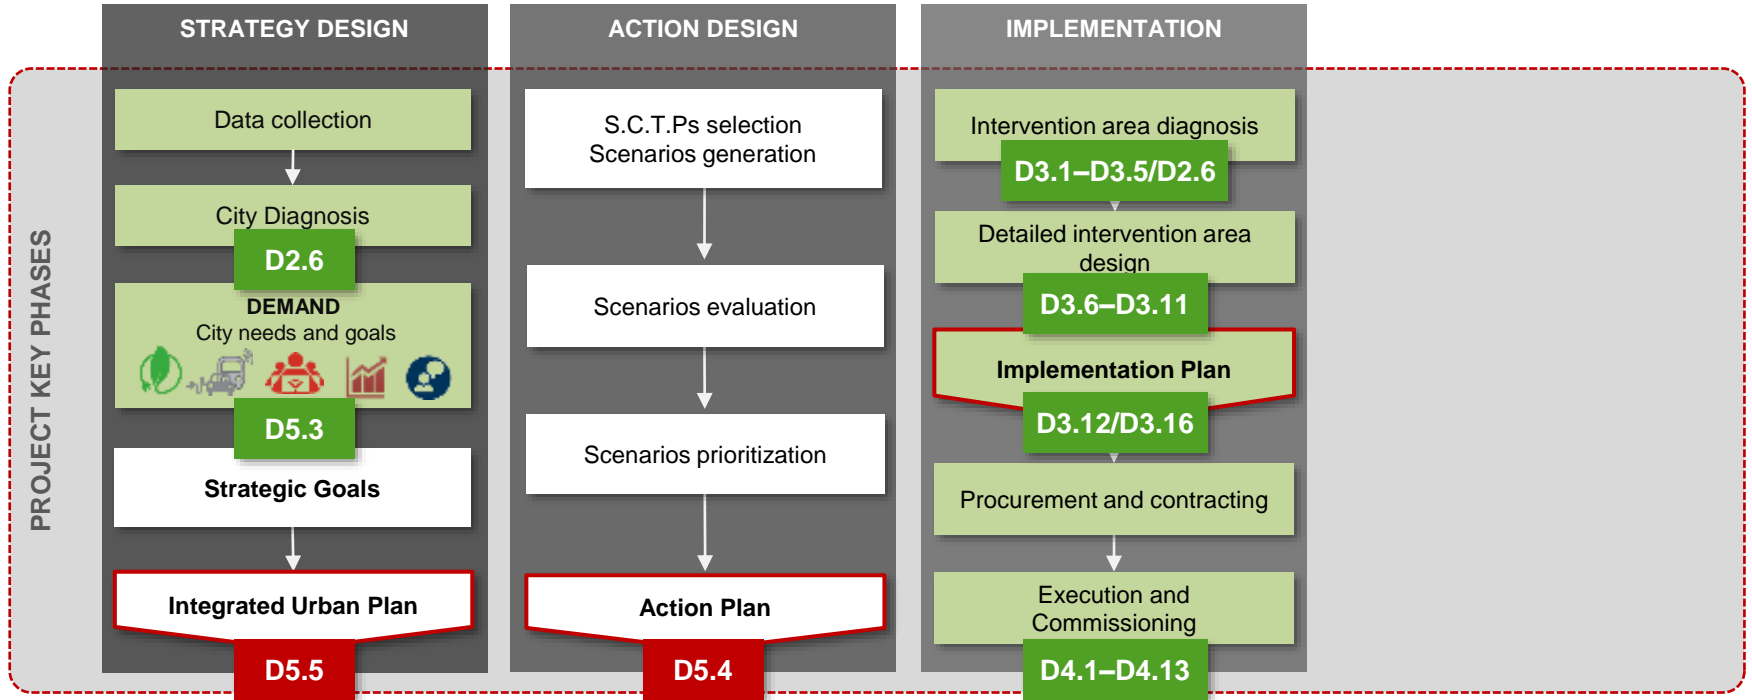 STRATEGY DESIGN
ACTION DESIGN
IMPLEMENTATION
PROJECT KEY PHASES
Data collection
City Diagnosis
D2.6
DEMAND
City needs and goals
D5.3
Strategic Goals
Integrated Urban Plan
D5.5
S.C.T.Ps selection
Scenarios generation
Scenarios evaluation
Scenarios prioritization
Action Plan
D5.4
Intervention area diagnosis
D3.1–D3.5/D2.6
Detailed intervention area
design
D3.6–D3.11
Implementation Plan
D3.12/D3.16
Procurement and contracting
Execution and
Commissioning
D4.1–D4.13